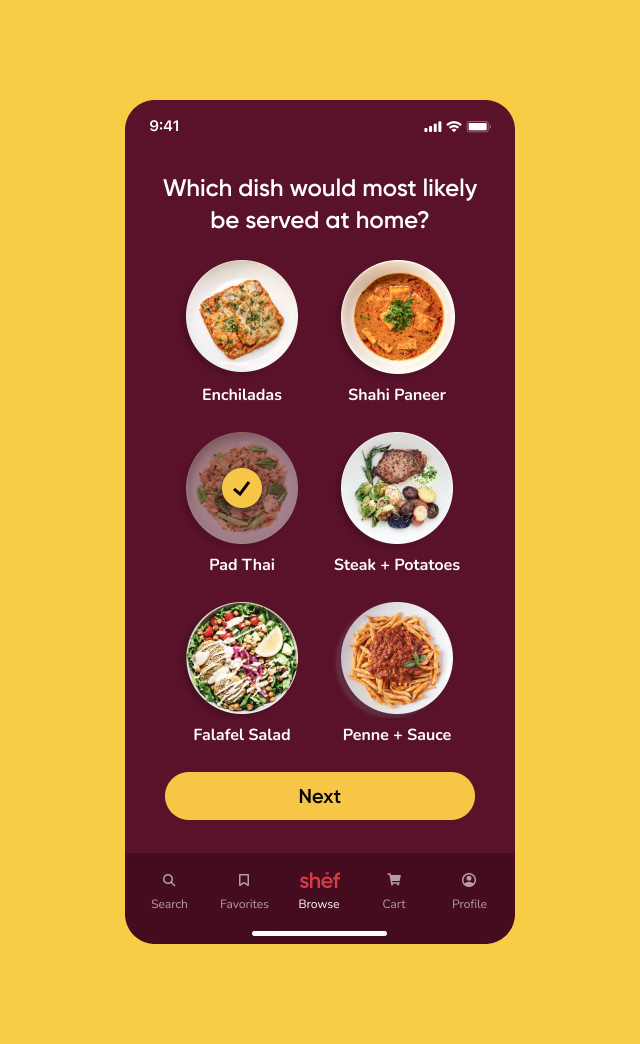 9:41
Which dish would most likely
be served at home?
Enchiladas
Shahi Paneer
Pad Thai
Steak + Potatoes
Falafel Salad
Penne + Sauce
Next
Search
Favorites
shef
Browse
Cart
Profile